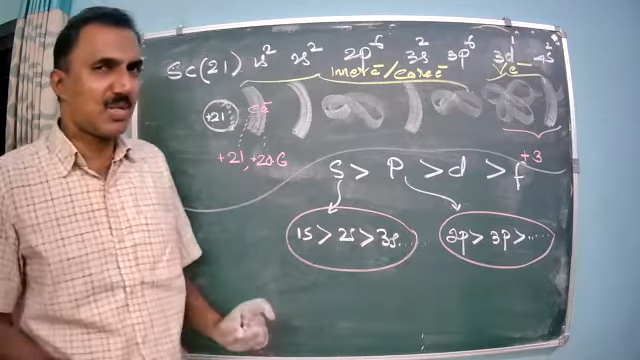 Sc(21) 1s² 2s² 2p⁶ 3s² 3p⁶ 3d¹ 4s²
inner e⁻/core e⁻ Ve⁻
+21 e⁻e⁻
+21, +20.6 +3
S > P > d > f
1s > 2s > 3s.... 2p > 3p > .....